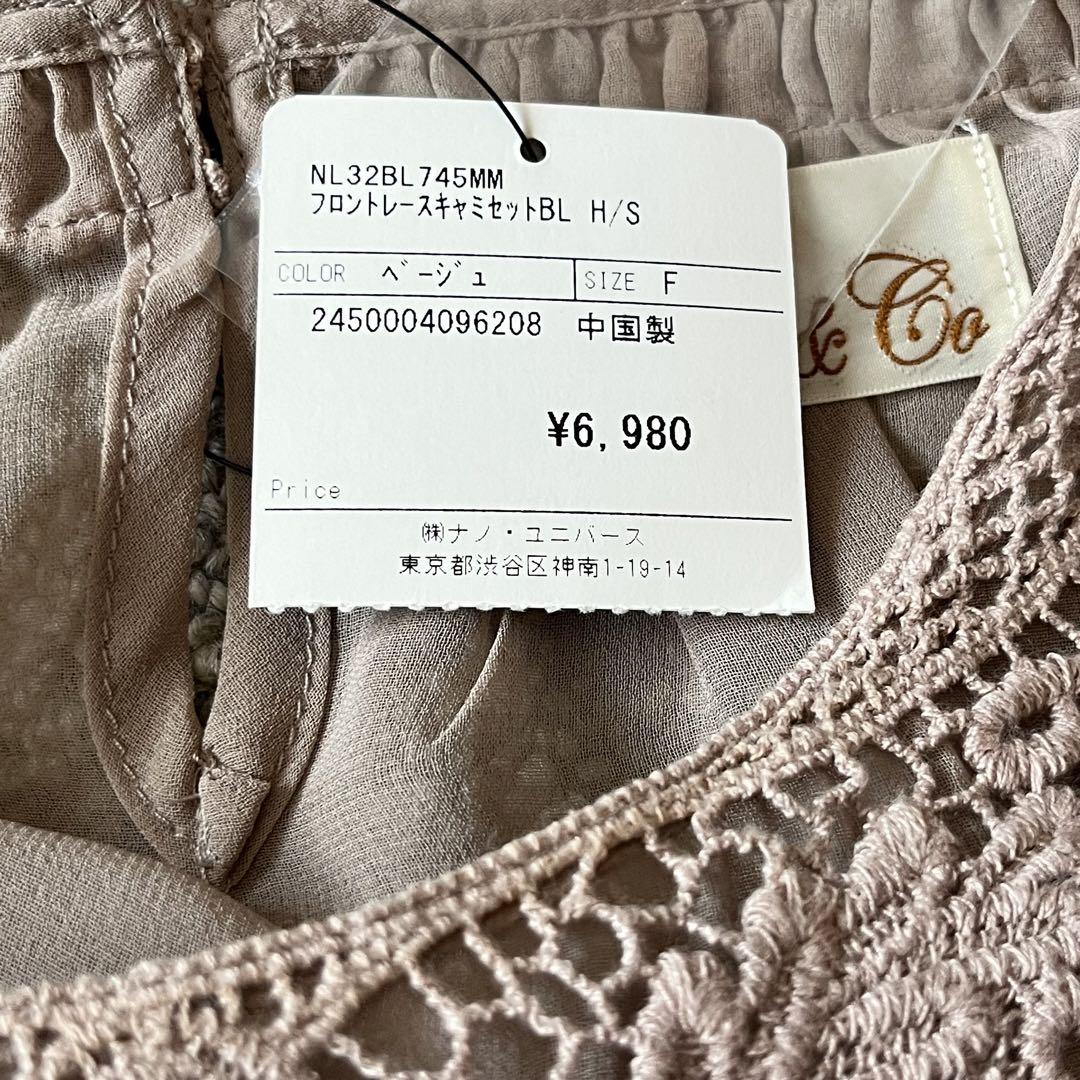 NL32BL745MM
フロントレースキャミセットBL H/S
COLOR ベージュ SIZE F
2450004096208 中国製
¥6,980
Price
㈱ナノ・ユニバース
東京都渋谷区神南1-19-14
& Co